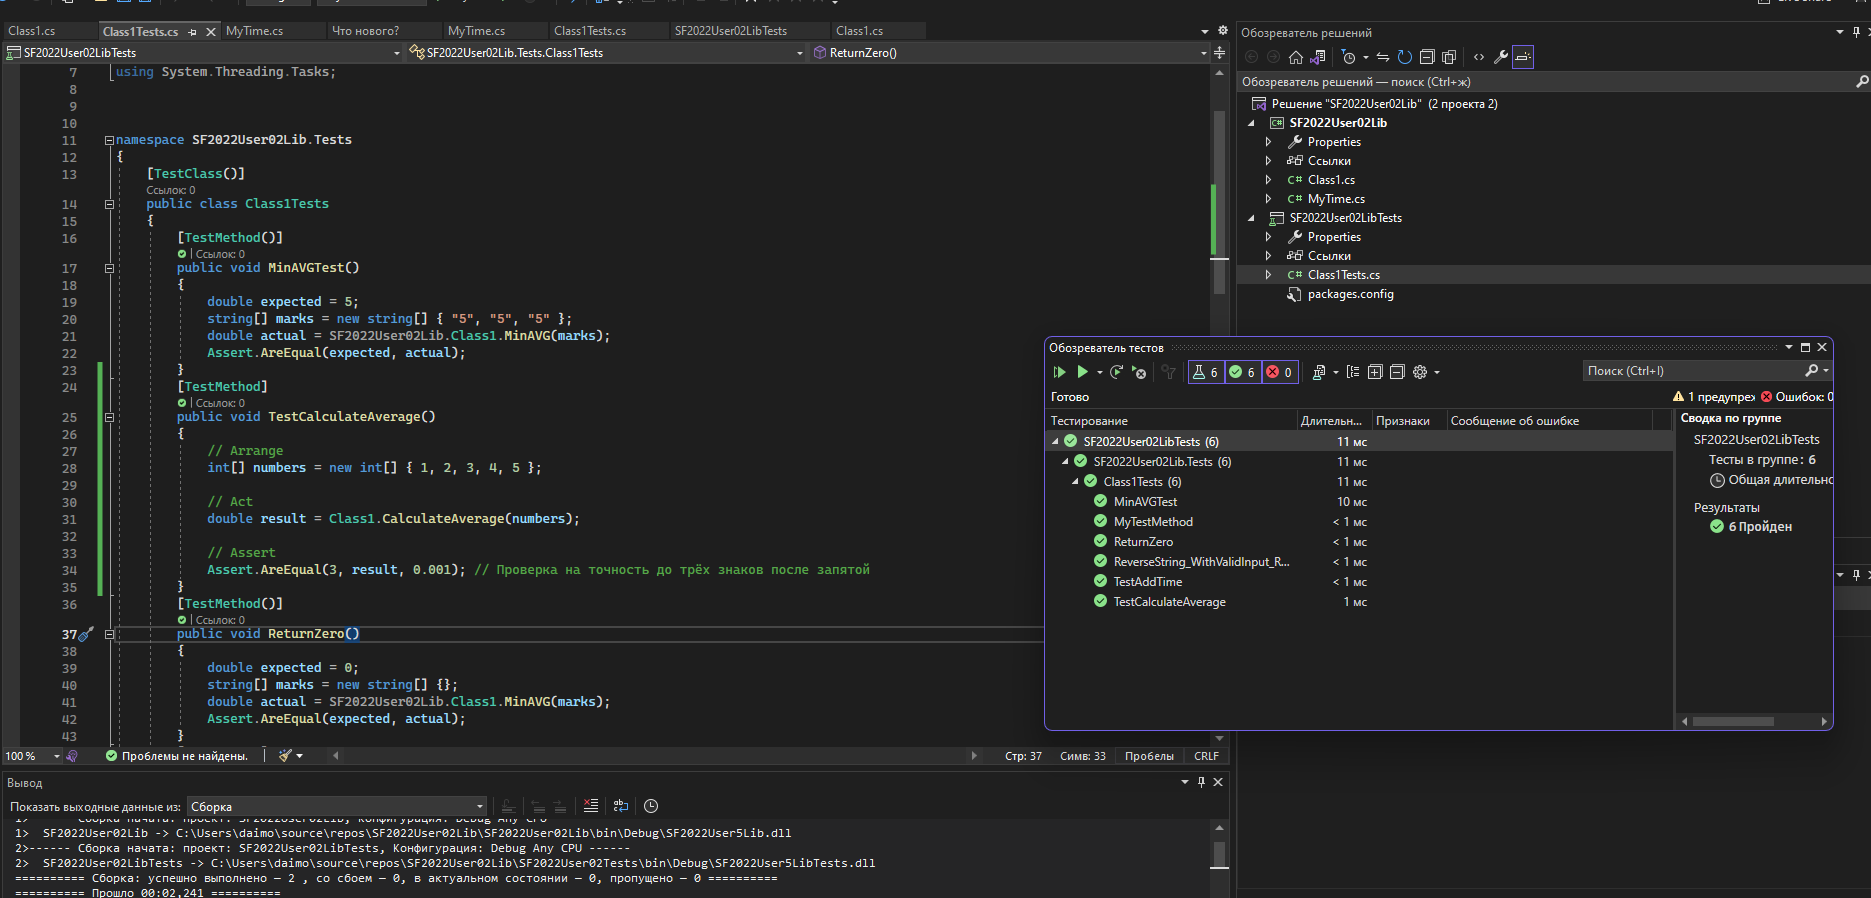 Class1.cs
Class1Tests.cs
MyTime.cs
Что нового?
MyTime.cs
Class1Tests.cs
SF2022User02LibTests
Class1.cs
SF2022User02LibTests
SF2022User02Lib.Tests.Class1Tests
ReturnZero()
7 using System.Threading.Tasks;
8
9
10
11 namespace SF2022User02Lib.Tests
12 {
13 [TestClass()]
Ссылок: 0
14 public class Class1Tests
15 {
16 [TestMethod()]
| Ссылок: 0
17 public void MinAVGTest()
18 {
19 double expected = 5;
20 string[] marks = new string[] { "5", "5", "5" };
21 double actual = SF2022User02Lib.Class1.MinAVG(marks);
22 Assert.AreEqual(expected, actual);
23 }
24 [TestMethod]
| Ссылок: 0
25 public void TestCalculateAverage()
26 {
27 // Arrange
28 int[] numbers = new int[] { 1, 2, 3, 4, 5 };
29
30 // Act
31 double result = Class1.CalculateAverage(numbers);
32
33 // Assert
34 Assert.AreEqual(3, result, 0.001); // Проверка на точность до трёх знаков после запятой
35 }
36 [TestMethod()]
| Ссылок: 0
37 public void ReturnZero()
38 {
39 double expected = 0;
40 string[] marks = new string[] {};
41 double actual = SF2022User02Lib.Class1.MinAVG(marks);
42 Assert.AreEqual(expected, actual);
43 }
100 %
Проблемы не найдены.
Стр: 37
Симв: 33
Пробелы
CRLF
Вывод
Показать выходные данные из: Сборка
1>------ Сборка начата: проект: SF2022User02Lib, Конфигурация: Debug Any CPU
1> SF2022User02Lib -> C:\Users\daimo\source\repos\SF2022User02Lib\SF2022User02Lib\bin\Debug\SF2022User5Lib.dll
2>------ Сборка начата: проект: SF2022User02LibTests, Конфигурация: Debug Any CPU ------
2> SF2022User02LibTests -> C:\Users\daimo\source\repos\SF2022User02Lib\SF2022User02Tests\bin\Debug\SF2022User5LibTests.dll
========== Сборка: успешно выполнено — 2 , со сбоем — 0, в актуальном состоянии — 0, пропущено — 0 ==========
========== Прошло 00:02,241 ==========
Обозреватель решений
Обозреватель решений — поиск (Ctrl+ж)
Решение "SF2022User02Lib" (2 проекта 2)
C# SF2022User02Lib
Properties
Ссылки
C# Class1.cs
C# MyTime.cs
SF2022User02LibTests
Properties
Ссылки
C# Class1Tests.cs
packages.config
Обозреватель тестов
6 6 0
Поиск (Ctrl+I)
Готово
1 предупрех Ошибок: 0
Тестирование Длительн... Признаки Сообщение об ошибке
SF2022User02LibTests (6) 11 мс
SF2022User02Lib.Tests (6) 11 мс
Class1Tests (6) 11 мс
MinAVGTest 10 мс
MyTestMethod < 1 мс
ReturnZero < 1 мс
ReverseString_WithValidInput_R... < 1 мс
TestAddTime < 1 мс
TestCalculateAverage 1 мс
Сводка по группе
SF2022User02LibTests
Тесты в группе: 6
Общая длительно
Результаты
6 Пройден